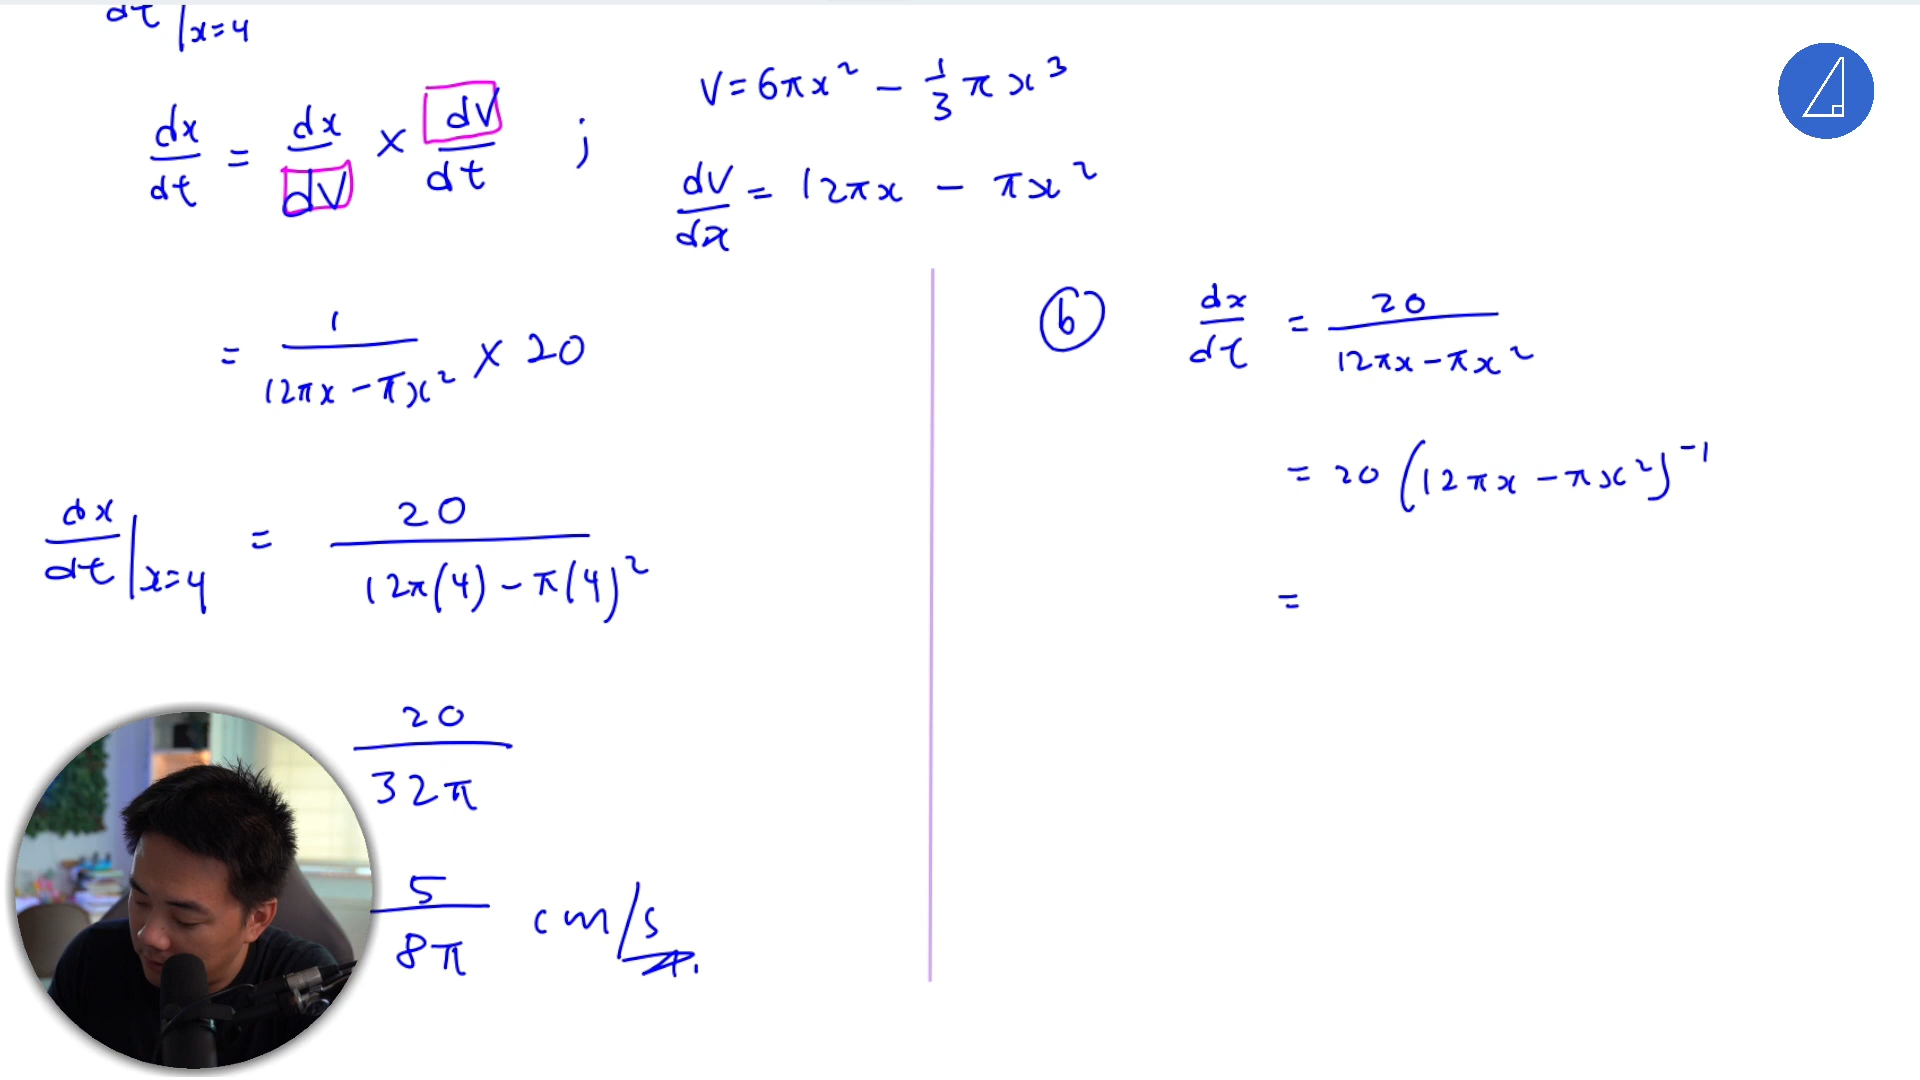 dt |x=4
dx/dt = dx/dV × dV/dt ;
V = 6πx² − 1/3 πx³
dV/dx = 12πx − πx²
= 1/(12πx − πx²) × 20
dx/dt |x=4 = 20/(12π(4) − π(4)²)
20/32π
5/8π cm/s
(b) dx/dt = 20/(12πx − πx²)
= 20 (12πx − πx²)⁻¹
=